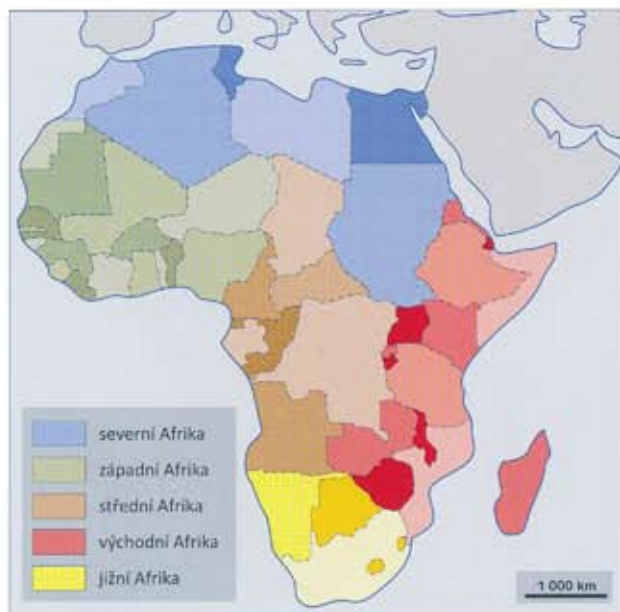 severní Afrika
západní Afrika
střední Afrika
východní Afrika
jižní Afrika
1 000 km